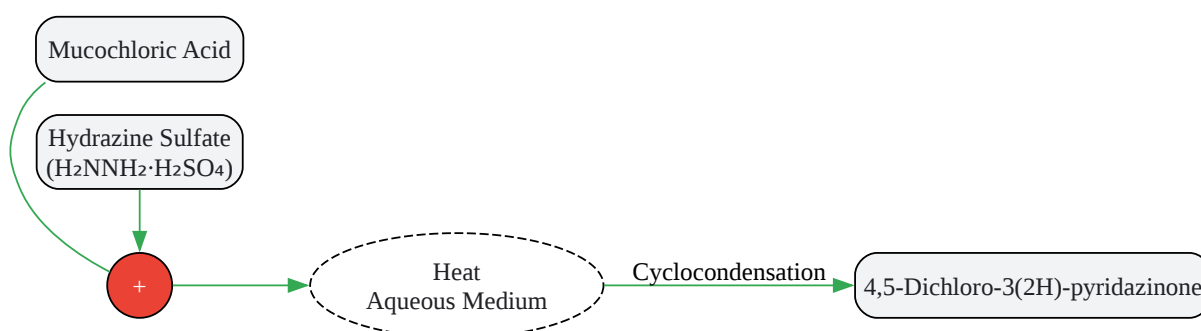 Mucochloric Acid
Hydrazine Sulfate
(H₂NNH₂·H₂SO₄)
+
Heat
Aqueous Medium
Cyclocondensation
4,5-Dichloro-3(2H)-pyridazinone